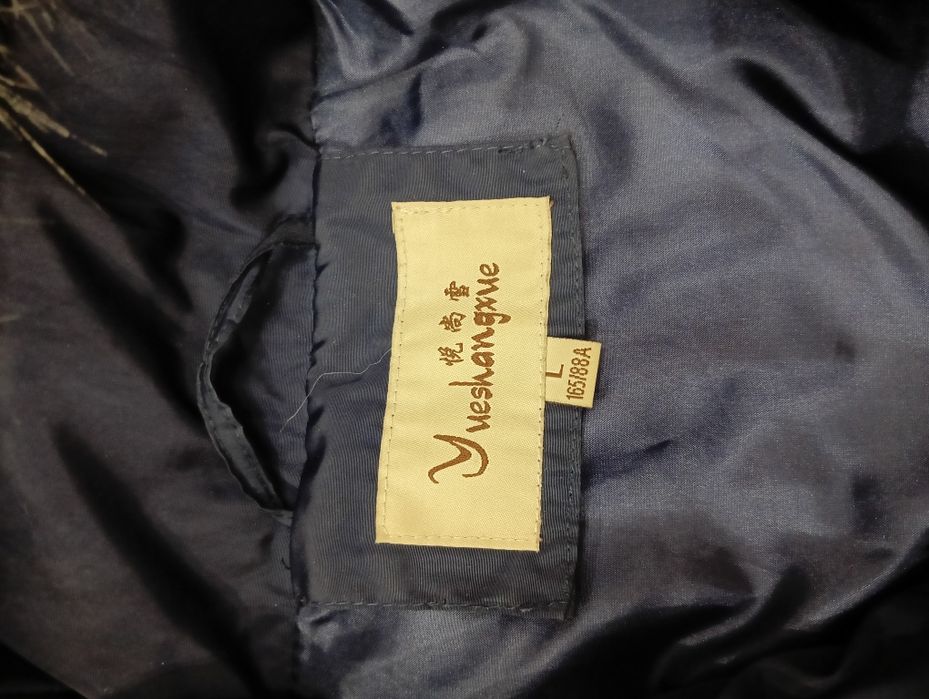 悦尚雪
Yueshangxue
L
165/88A